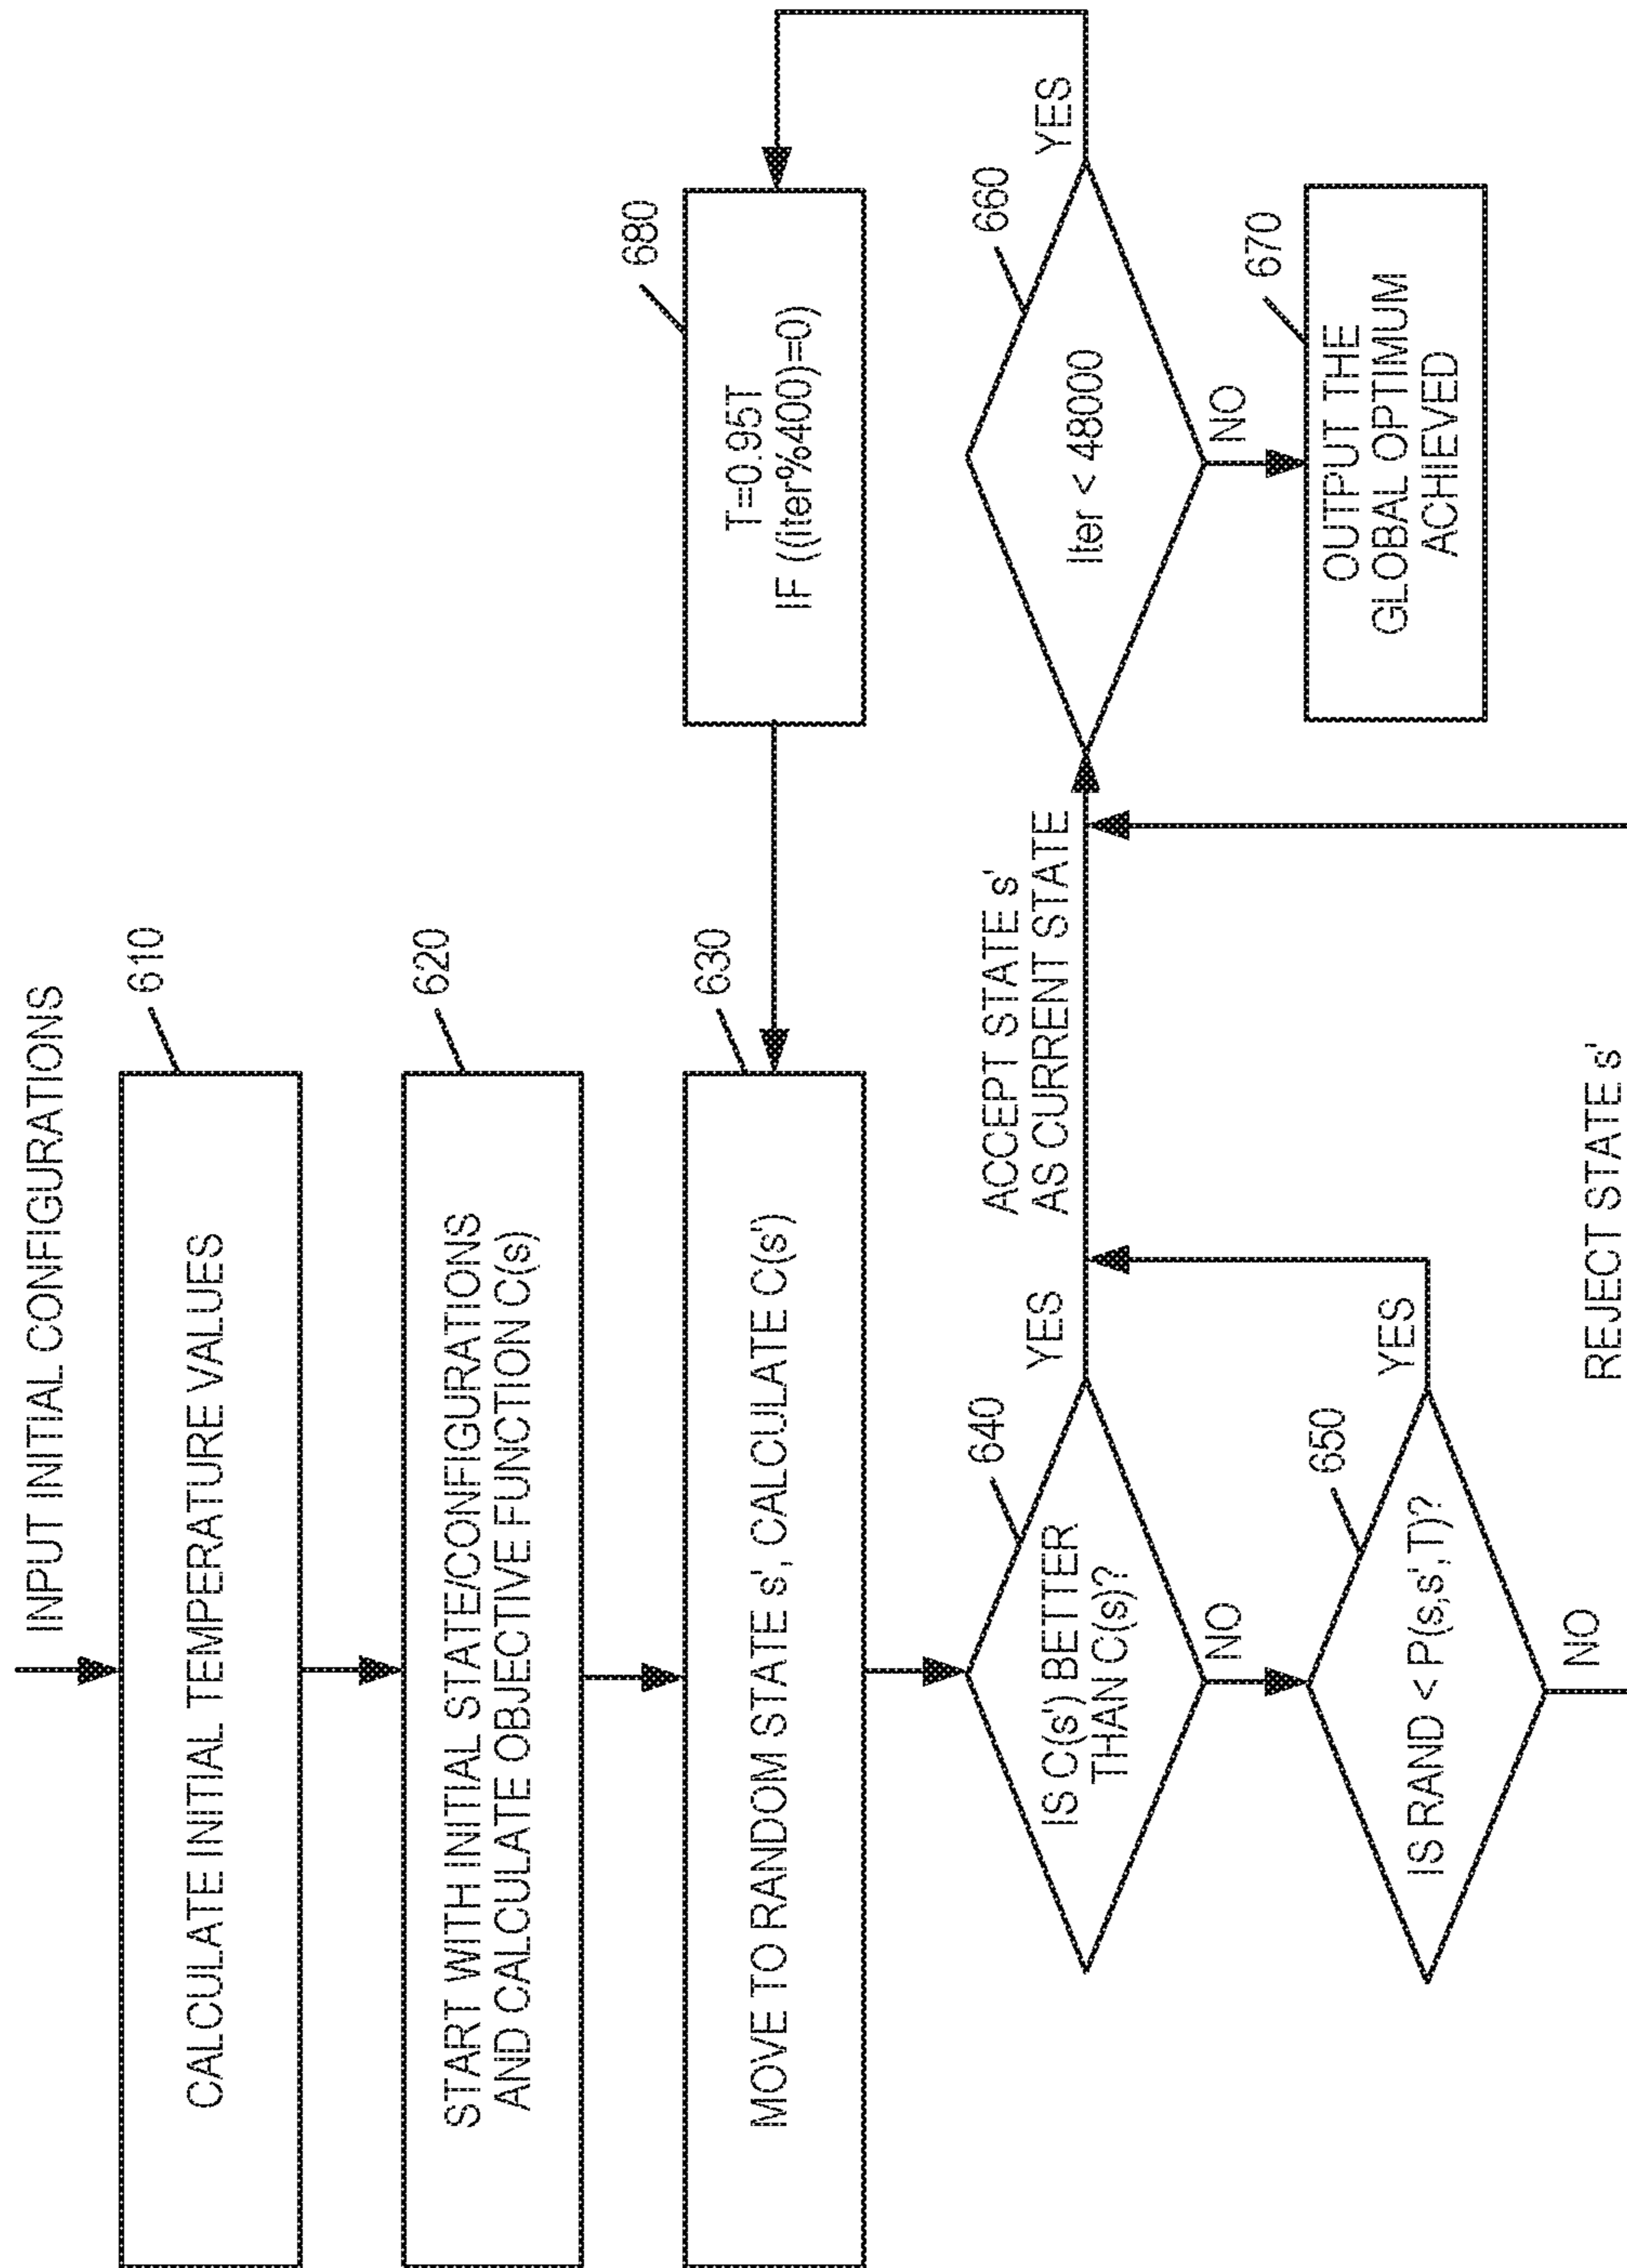 INPUT INITIAL CONFIGURATIONS
610
CALCULATE INITIAL TEMPERATURE VALUES
620
START WITH INITIAL STATE/CONFIGURATIONS
AND CALCULATE OBJECTIVE FUNCTION C(s)
630
MOVE TO RANDOM STATE s', CALCULATE C(s')
680
T=0.95T
IF ((iter%400)=0)
640
IS C(s') BETTER
THAN C(s)?
YES
NO
ACCEPT STATE s'
AS CURRENT STATE
650
IS RAND < P(s,s',T)?
YES
NO
REJECT STATE s'
660
Iter < 48000
YES
NO
670
OUTPUT THE
GLOBAL OPTIMUM
ACHIEVED